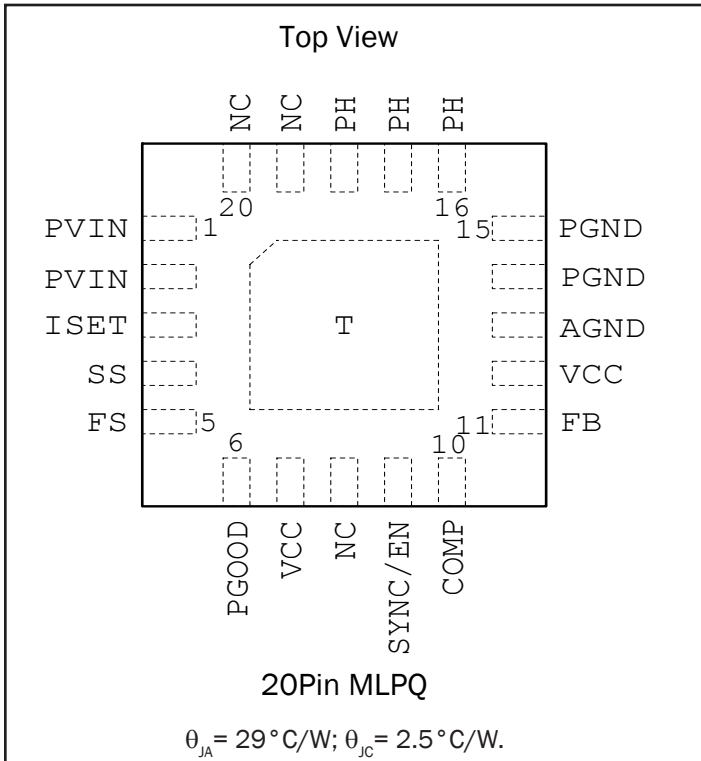 Top View
NC NC PH PH PH
20 16
PVIN 1 15 PGND
PVIN PGND
ISET T AGND
SS VCC
FS 5 11 FB
6 10
PGOOD VCC NC SYNC/EN COMP
20Pin MLPQ
θJA= 29°C/W; θJC= 2.5°C/W.